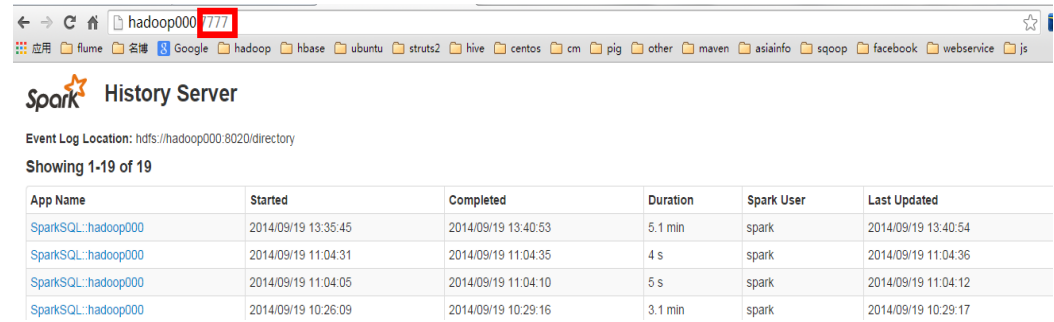 hadoop000:7777
应用 flume 名博 Google hadoop hbase ubuntu struts2 hive centos cm pig other maven asiainfo sqoop facebook webservice js
Spark History Server
Event Log Location: hdfs://hadoop000:8020/directory
Showing 1-19 of 19
App Name Started Completed Duration Spark User Last Updated
SparkSQL::hadoop000 2014/09/19 13:35:45 2014/09/19 13:40:53 5.1 min spark 2014/09/19 13:40:54
SparkSQL::hadoop000 2014/09/19 11:04:31 2014/09/19 11:04:35 4 s spark 2014/09/19 11:04:36
SparkSQL::hadoop000 2014/09/19 11:04:05 2014/09/19 11:04:10 5 s spark 2014/09/19 11:04:12
SparkSQL::hadoop000 2014/09/19 10:26:09 2014/09/19 10:29:16 3.1 min spark 2014/09/19 10:29:17